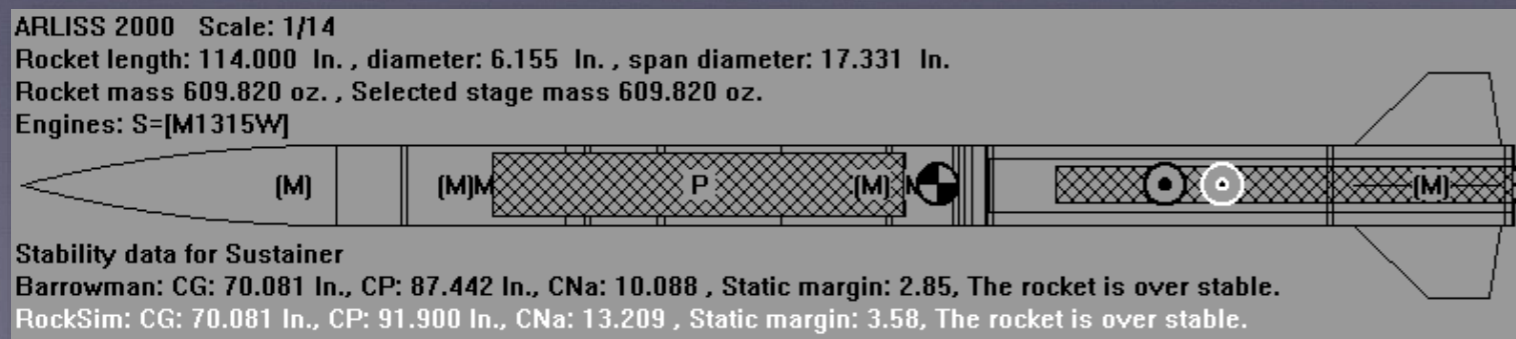 ARLISS 2000 Scale: 1/14
Rocket length: 114.000 In. , diameter: 6.155 In. , span diameter: 17.331 In.
Rocket mass 609.820 oz. , Selected stage mass 609.820 oz.
Engines: S=[M1315W]
(M) (M)M P (M) (M)
Stability data for Sustainer
Barrowman: CG: 70.081 In., CP: 87.442 In., CNa: 10.088 , Static margin: 2.85, The rocket is over stable.
RockSim: CG: 70.081 In., CP: 91.900 In., CNa: 13.209 , Static margin: 3.58, The rocket is over stable.